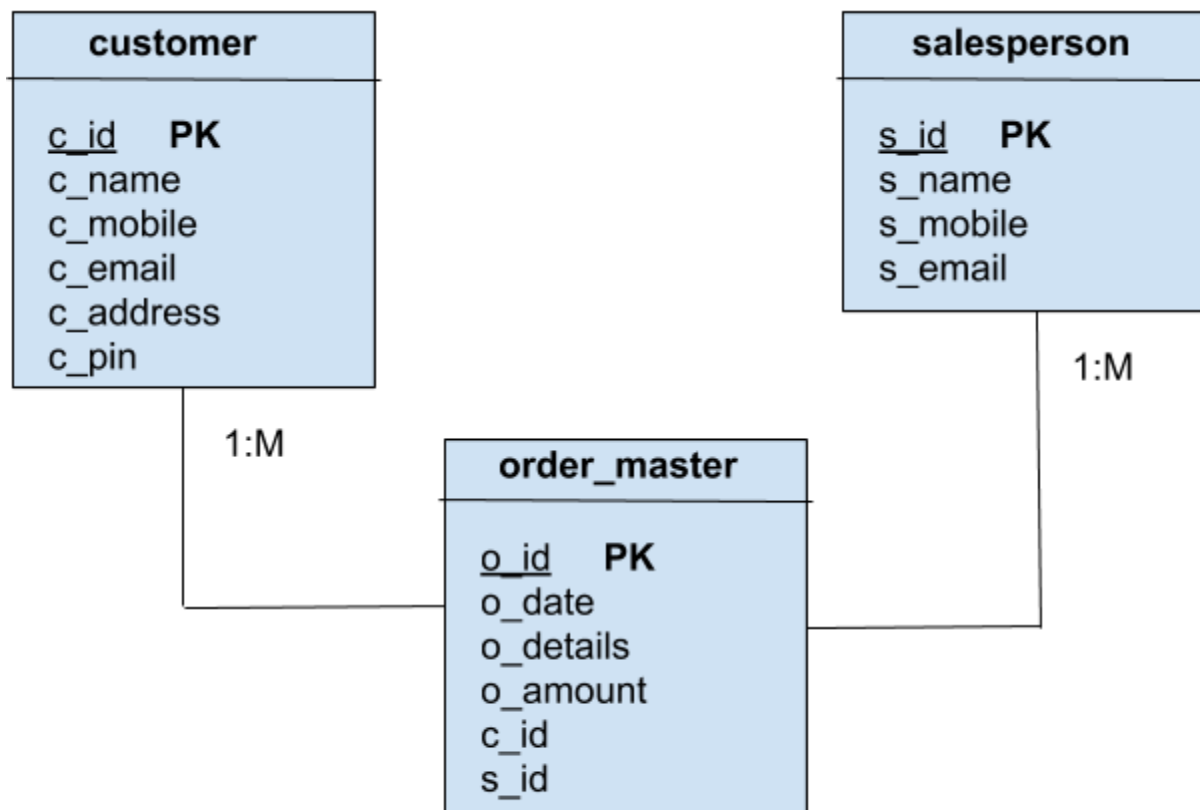 customer
c_id PK
c_name
c_mobile
c_email
c_address
c_pin
1:M
salesperson
s_id PK
s_name
s_mobile
s_email
1:M
order_master
o_id PK
o_date
o_details
o_amount
c_id
s_id